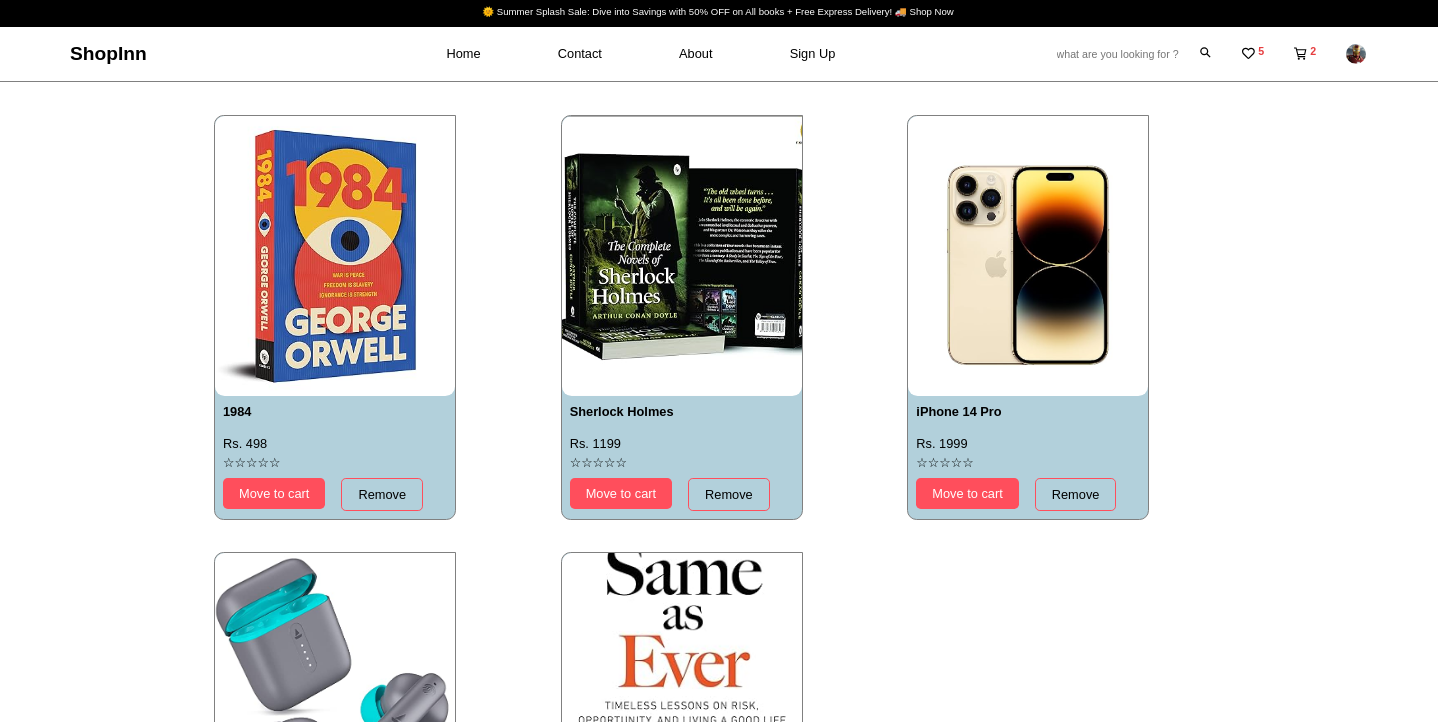 🌞 Summer Splash Sale: Dive into Savings with 50% OFF on All books + Free Express Delivery! 🚚 Shop Now
ShopInn
Home
Contact
About
Sign Up
what are you looking for ?
5
2
1984
1984
GEORGE ORWELL
WAR IS PEACE
FREEDOM IS SLAVERY
IGNORANCE IS STRENGTH
GEORGE
ORWELL
The Complete
Novels of
Sherlock
Holmes
ARTHUR CONAN DOYLE
"The old wheel turns . . .
It's all been done before,
and will be again."
1984
Rs. 498
☆☆☆☆☆
Move to cart
Remove
Sherlock Holmes
Rs. 1199
☆☆☆☆☆
Move to cart
Remove
iPhone 14 Pro
Rs. 1999
☆☆☆☆☆
Move to cart
Remove
Same
as
Ever
TIMELESS LESSONS ON RISK,
OPPORTUNITY AND LIVING A GOOD LIFE